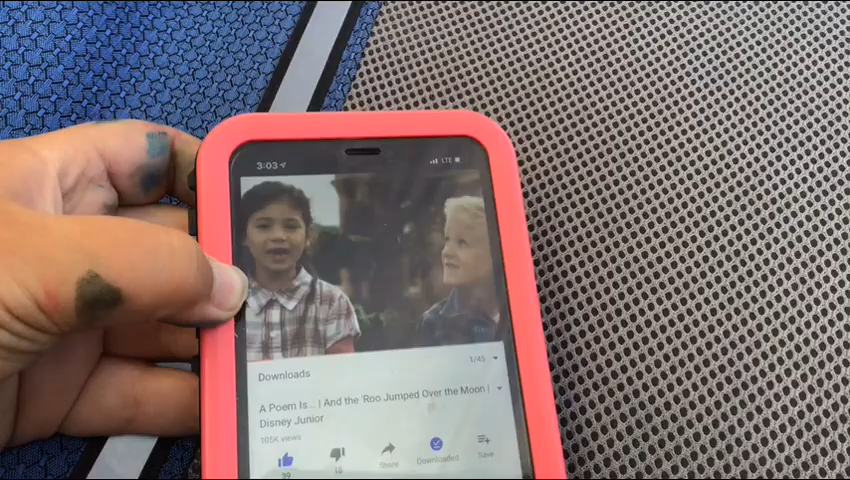 3:03 LTE
Downloads 1/45
A Poem Is... | And the 'Roo Jumped Over the Moon |
Disney Junior
105K views
39 18 Share Downloaded Save